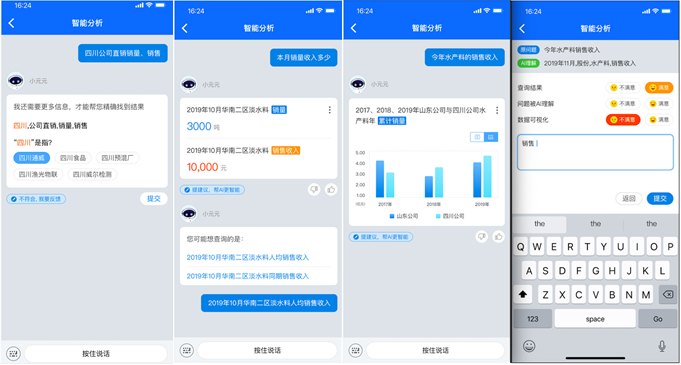 16:24
智能分析
四川公司直销销量、销售
小元元
我还需要更多信息，才能帮您精确找到结果
四川,公司直销,销量,销售
“四川”是指?
四川通威
四川食品
四川预混厂
四川渔光物联
四川威尔检测
不符合, 我要反馈
提交
按住说话
16:24
智能分析
本月销量收入多少
小元元
2019年10月华南二区淡水料 销量
3000 吨
2019年10月华南二区淡水料 销售收入
10,000 元
提建议，帮AI更智能
小元元
您可能想查询的是：
2019年10月华南二区淡水料人均销售收入
2019年10月华南二区淡水料同期销售收入
2019年10月华南二区淡水料人均销售收入
按住说话
16:24
智能分析
今年水产料的销售收入
小元元
2017、2018、2019年山东公司与四川公司水
产料年 累计销量
5.00
4.00
3.00
2.00
1.00
2017年
2018年
2019年
山东公司
四川公司
提建议，帮AI更智能
按住说话
16:24
智能分析
原问题
今年水产料销售收入
AI理解
2019年11月,股份,水产料,销售收入
查询结果
不满意
满意
问题被AI理解
不满意
满意
数据可视化
不满意
满意
销售
返回
提交
the
the
the
Q W E R T Y U I O P
A S D F G H J K L
Z X C V B N M
123
space
Go